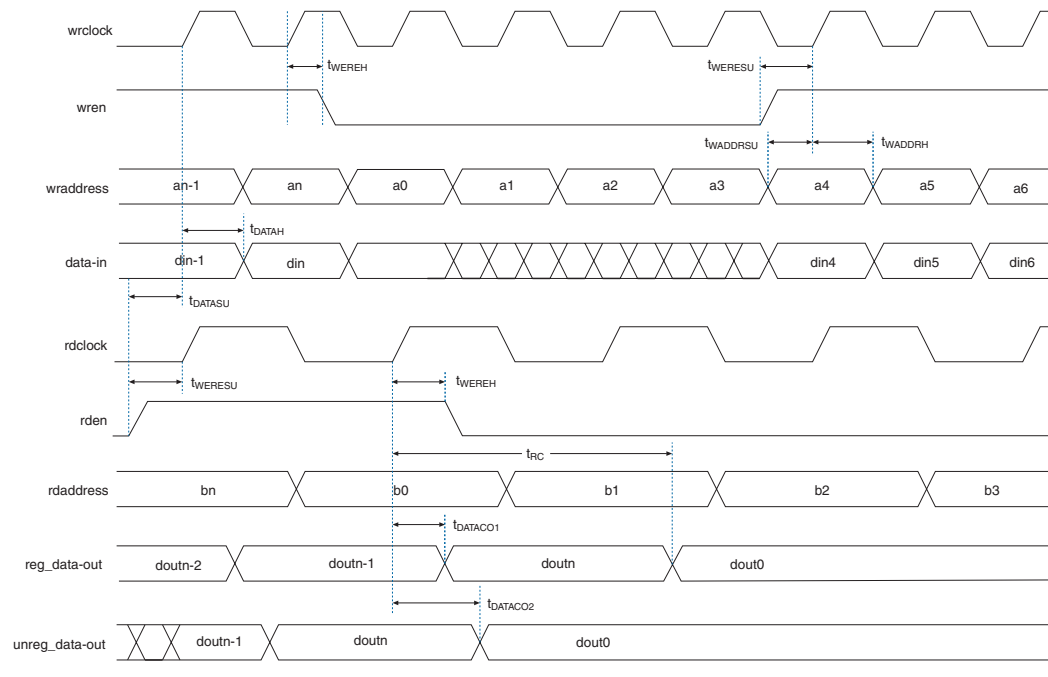 wrclock
tWEREH
tWERESU
wren
tWADDRSU
tWADDRH
wraddress an-1 an a0 a1 a2 a3 a4 a5 a6
tDATAH
data-in din-1 din din4 din5 din6
tDATASU
rdclock
tWERESU
tWEREH
rden
tRC
rdaddress bn b0 b1 b2 b3
tDATACO1
reg_data-out doutn-2 doutn-1 doutn dout0
tDATACO2
unreg_data-out doutn-1 doutn dout0